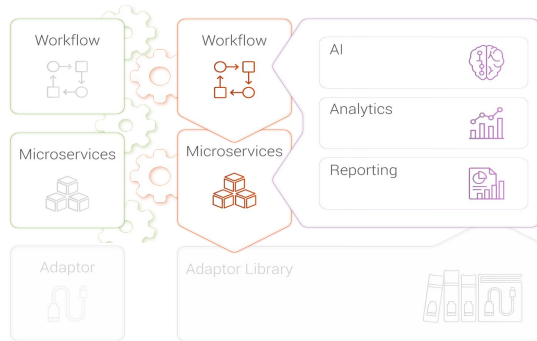 Workflow
Workflow
AI
Analytics
Microservices
Microservices
Reporting
Adaptor
Adaptor Library